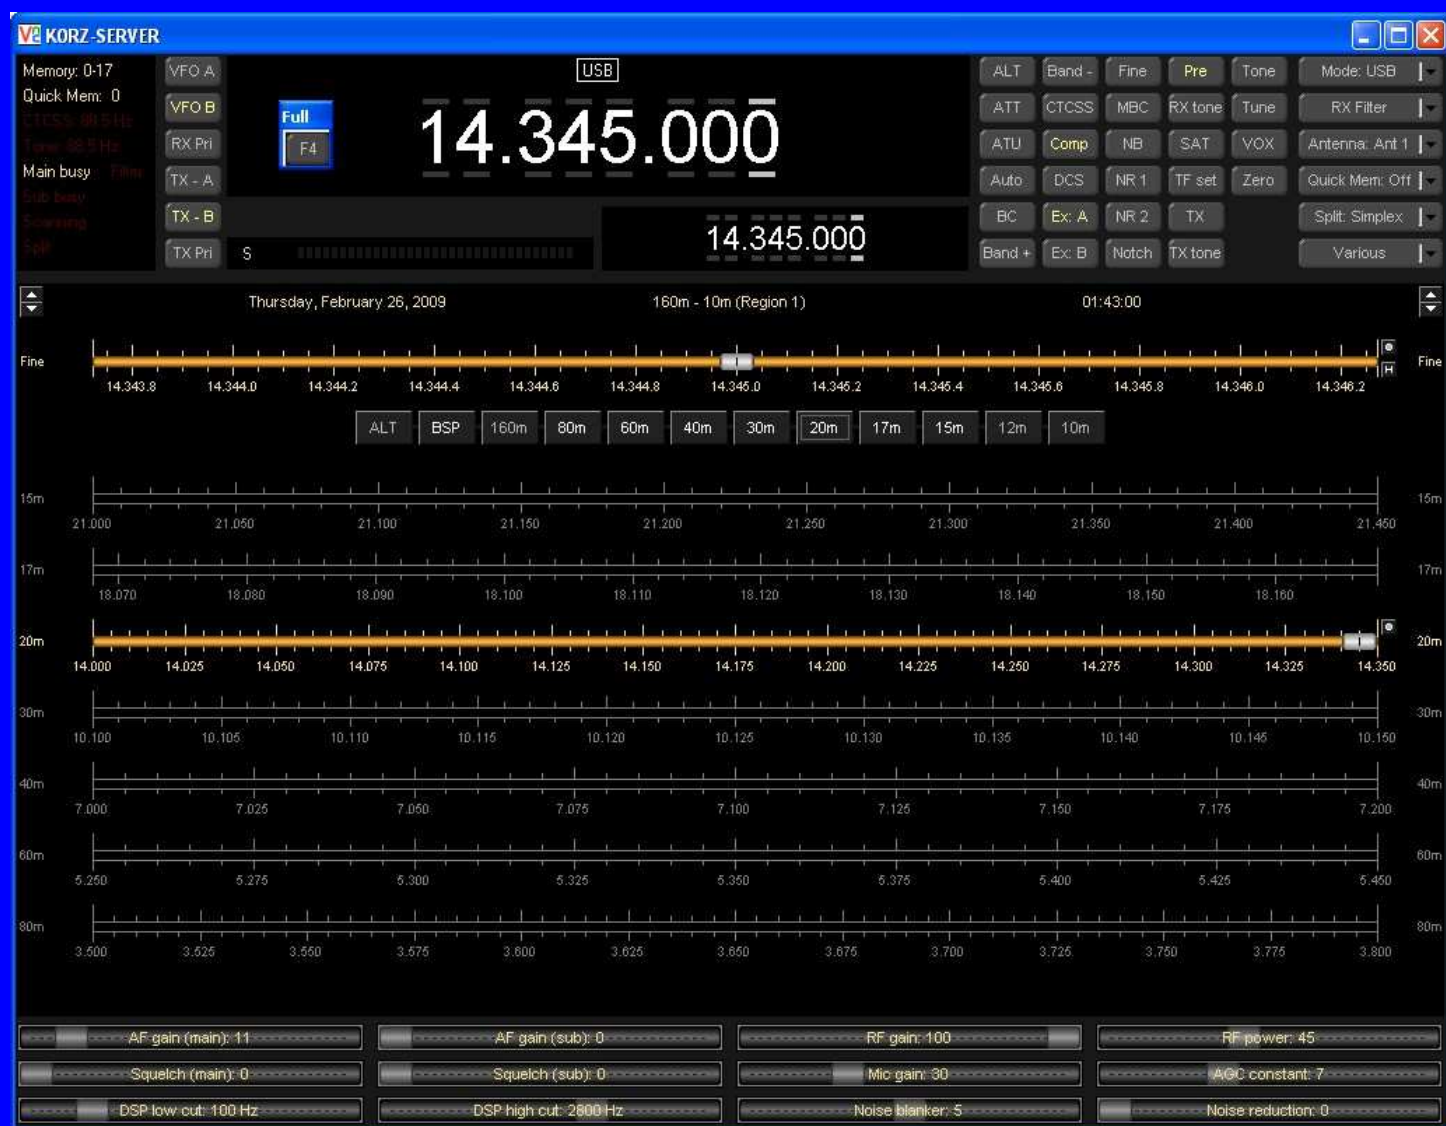 K0RZ-SERVER
Memory: 0-17
Quick Mem: 0
CTCSS: 88.5 Hz
Tone: 88.5 Hz
Main busy Filter
Sub busy
Scanning
Split
VFO A
VFO B
RX Pri
TX - A
TX - B
TX Pri
USB
Full
F4
14.345.000
S
14.345.000
ALT Band - Fine Pre Tone Mode: USB
ATT CTCSS MBC RX tone Tune RX Filter
ATU Comp NB SAT VOX Antenna: Ant 1
Auto DCS NR 1 TF set Zero Quick Mem: Off
BC Ex: A NR 2 TX Split: Simplex
Band + Ex: B Notch TX tone Various
Thursday, February 26, 2009 160m - 10m (Region 1) 01:43:00
Fine Fine
H
14.343.8 14.344.0 14.344.2 14.344.4 14.344.6 14.344.8 14.345.0 14.345.2 14.345.4 14.345.6 14.345.8 14.346.0 14.346.2
ALT BSP 160m 80m 60m 40m 30m 20m 17m 15m 12m 10m
15m 15m
21.000 21.050 21.100 21.150 21.200 21.250 21.300 21.350 21.400 21.450
17m 17m
18.070 18.080 18.090 18.100 18.110 18.120 18.130 18.140 18.150 18.160
20m 20m
14.000 14.025 14.050 14.075 14.100 14.125 14.150 14.175 14.200 14.225 14.250 14.275 14.300 14.325 14.350
30m 30m
10.100 10.105 10.110 10.115 10.120 10.125 10.130 10.135 10.140 10.145 10.150
40m 40m
7.000 7.025 7.050 7.075 7.100 7.125 7.150 7.175 7.200
60m 60m
5.250 5.275 5.300 5.325 5.350 5.375 5.400 5.425 5.450
80m 80m
3.500 3.525 3.550 3.575 3.600 3.625 3.650 3.675 3.700 3.725 3.750 3.775 3.800
AF gain (main): 11 AF gain (sub): 0 RF gain: 100 RF power: 45
Squelch (main): 0 Squelch (sub): 0 Mic gain: 30 AGC constant: 7
DSP low cut: 100 Hz DSP high cut: 2800 Hz Noise blanker: 5 Noise reduction: 0